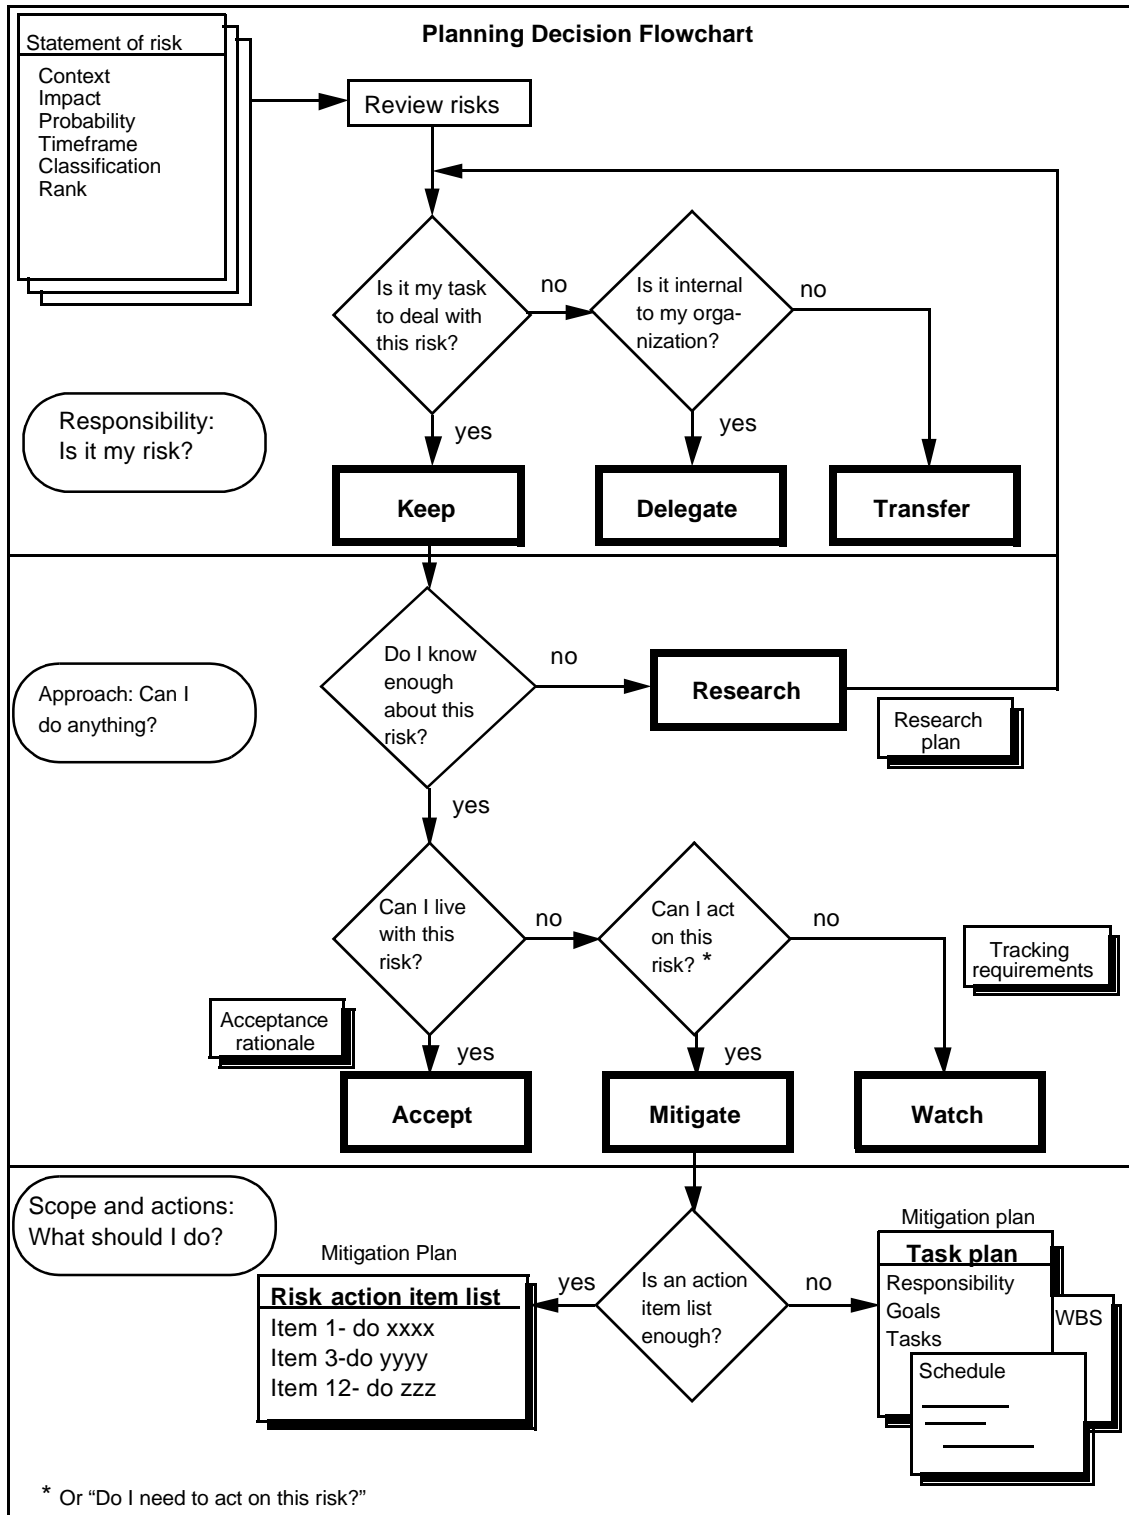 Planning Decision Flowchart
Statement of risk
Context
Impact
Probability
Timeframe
Classification
Rank
Review risks
Is it my task
to deal with
this risk?
no
Is it internal
to my orga-
nization?
no
Responsibility:
Is it my risk?
yes
yes
Keep
Delegate
Transfer
Approach: Can I
do anything?
Do I know
enough
about this
risk?
no
Research
Research
plan
yes
Can I live
with this
risk?
no
Can I act
on this
risk? *
no
Tracking
requirements
Acceptance
rationale
yes
yes
Accept
Mitigate
Watch
Scope and actions:
What should I do?
Mitigation Plan
Risk action item list
Item 1- do xxxx
Item 3-do yyyy
Item 12- do zzz
yes
Is an action
item list
enough?
no
Mitigation plan
Task plan
Responsibility
Goals
Tasks
WBS
Schedule
* Or “Do I need to act on this risk?”